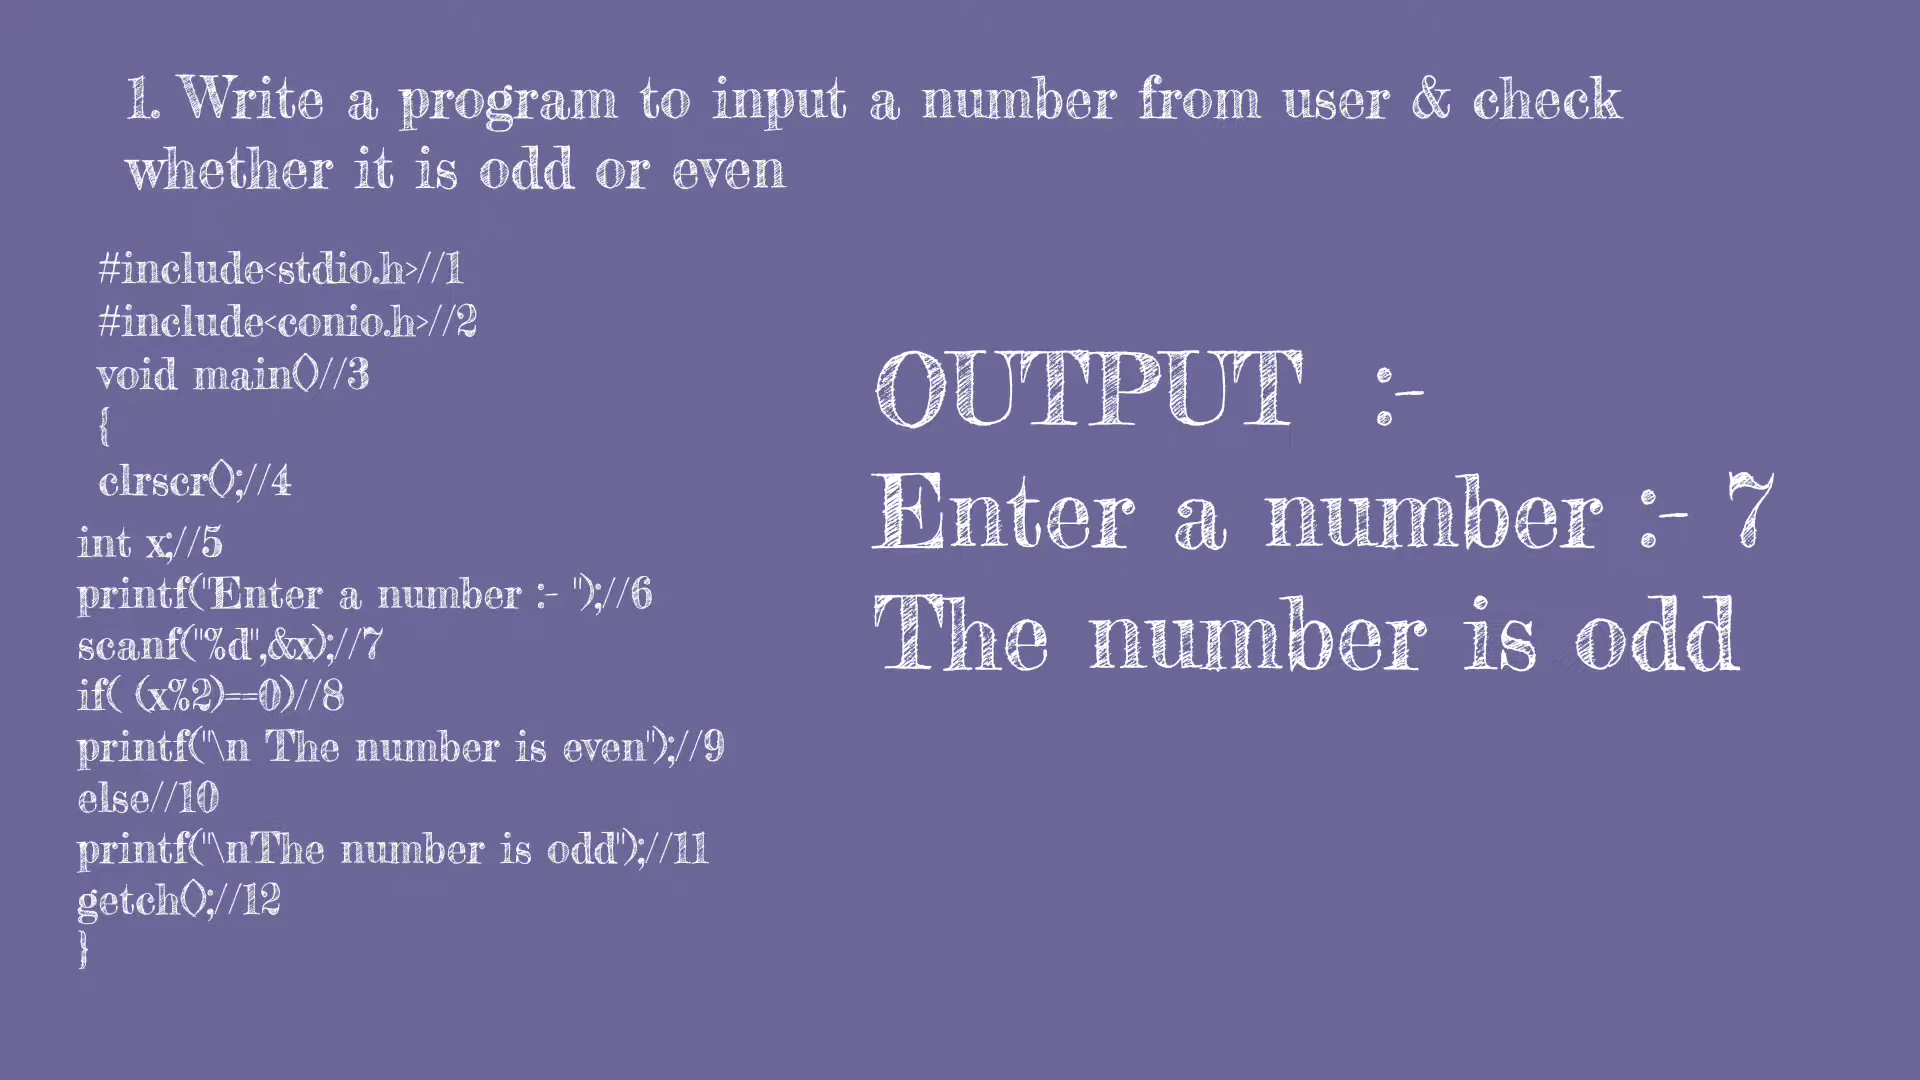 1. Write a program to input a number from user & check
whether it is odd or even
#include<stdio.h>//1
#include<conio.h>//2
void main()//3
{
clrscr();//4
int x;//5
printf("Enter a number :- ");//6
scanf("%d",&x);//7
if( (x%2)==0)//8
printf("\n The number is even");//9
else//10
printf("\nThe number is odd");//11
getch();//12
}
OUTPUT :-
Enter a number :- 7
The number is odd